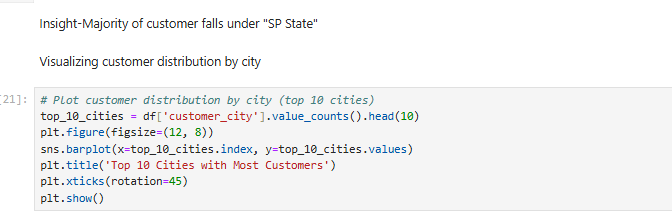 Insight-Majority of customer falls under "SP State"
Visualizing customer distribution by city
[21]:
# Plot customer distribution by city (top 10 cities)
top_10_cities = df['customer_city'].value_counts().head(10)
plt.figure(figsize=(12, 8))
sns.barplot(x=top_10_cities.index, y=top_10_cities.values)
plt.title('Top 10 Cities with Most Customers')
plt.xticks(rotation=45)
plt.show()